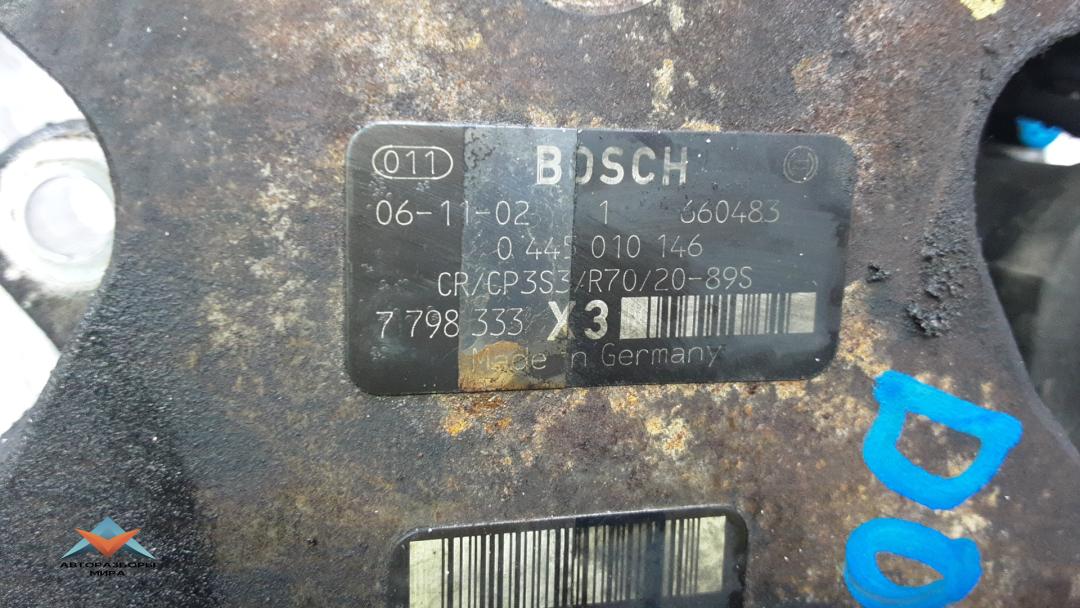 011 BOSCH
06-11-02 1 660483
0 445 010 146
CR/CP3S3/R70/20-89S
7 798 333 X3
Made in Germany
DO
АВТОРАЗБОРЫ
МИРА